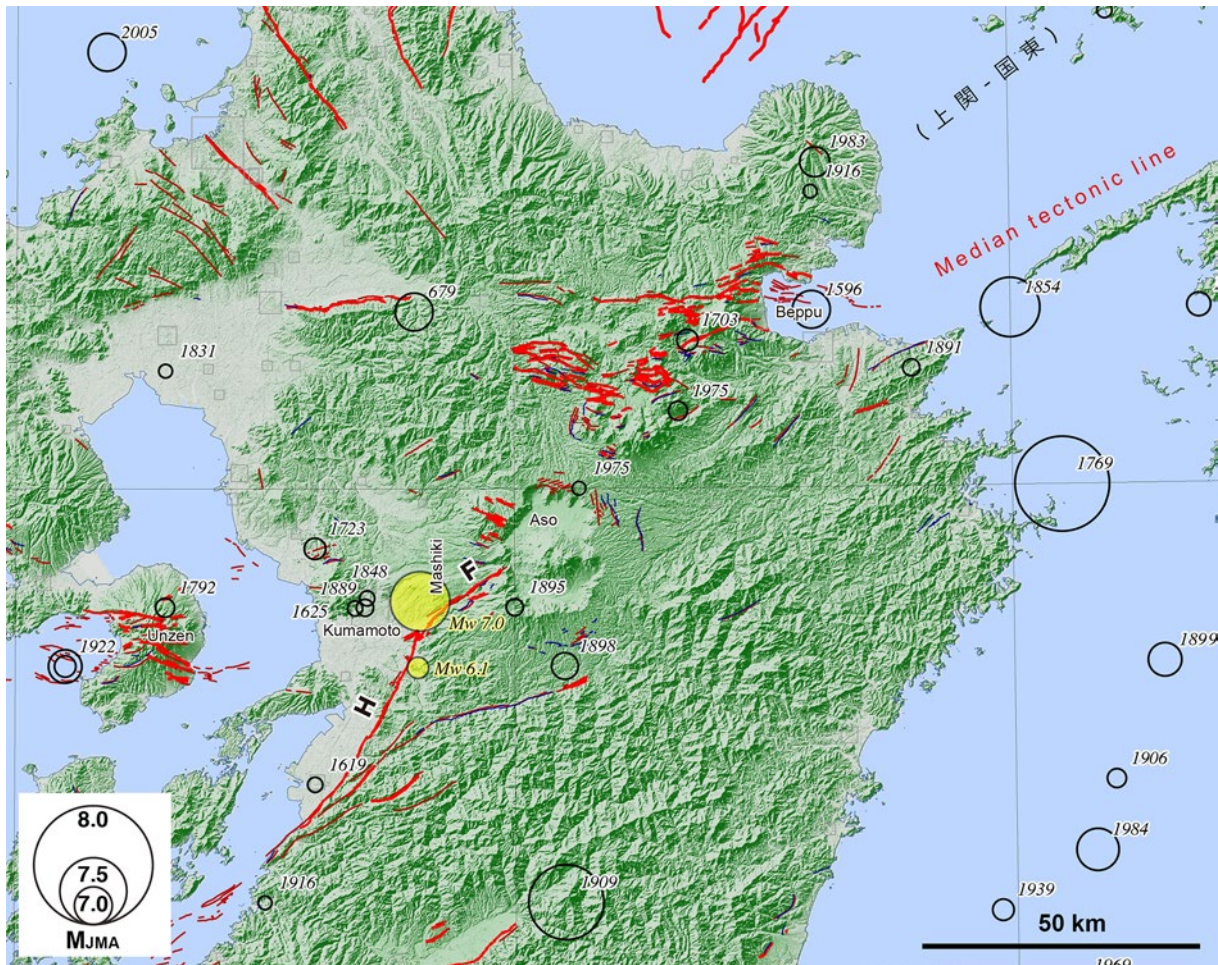 2005
(上関-国東)
1983
1916
Median tectonic line
679
1596
Beppu
1854
1703
1831
1891
1975
1769
1975
Aso
1723
Mashiki
F
1848
1792
1889
1895
1625
Kumamoto
Mw 7.0
Unzen
1922
1898
1899
Mw 6.1
H
1619
1906
8.0
1984
7.5
7.0
1916
1909
1939
MJMA
50 km
1969